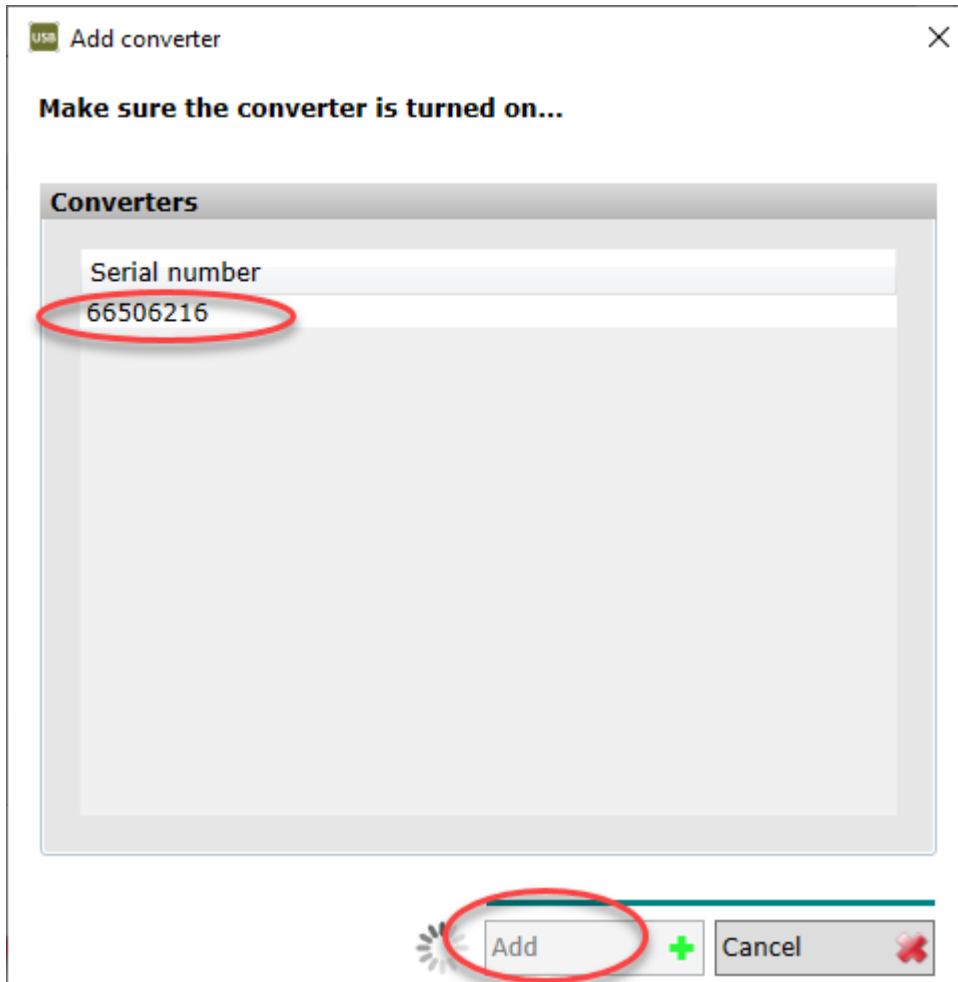 USB Add converter
Make sure the converter is turned on...
Converters
Serial number
66506216
Add Cancel